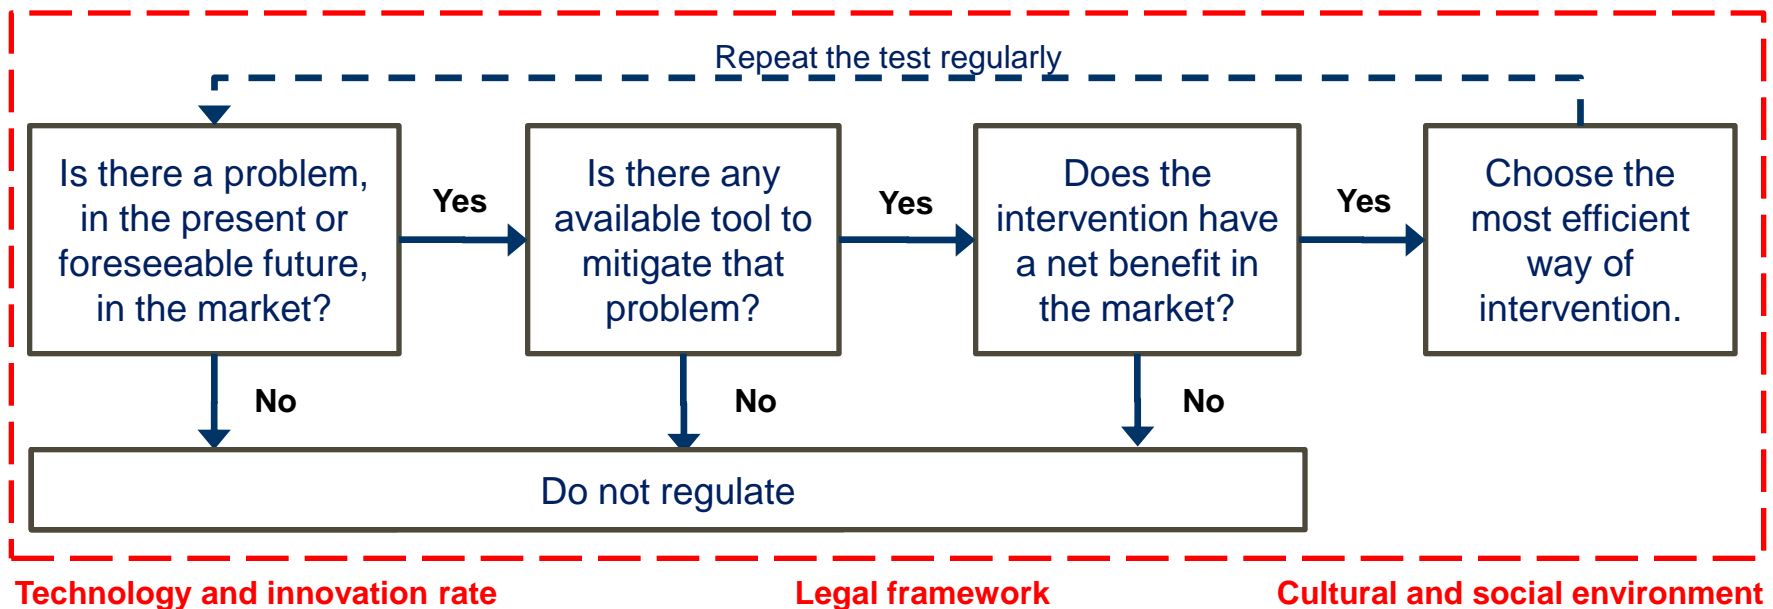 Repeat the test regularly
Is there a problem,
in the present or
foreseeable future,
in the market?
Yes
Is there any
available tool to
mitigate that
problem?
Yes
Does the
intervention have
a net benefit in
the market?
Yes
Choose the
most efficient
way of
intervention.
No
No
No
Do not regulate
Technology and innovation rate
Legal framework
Cultural and social environment